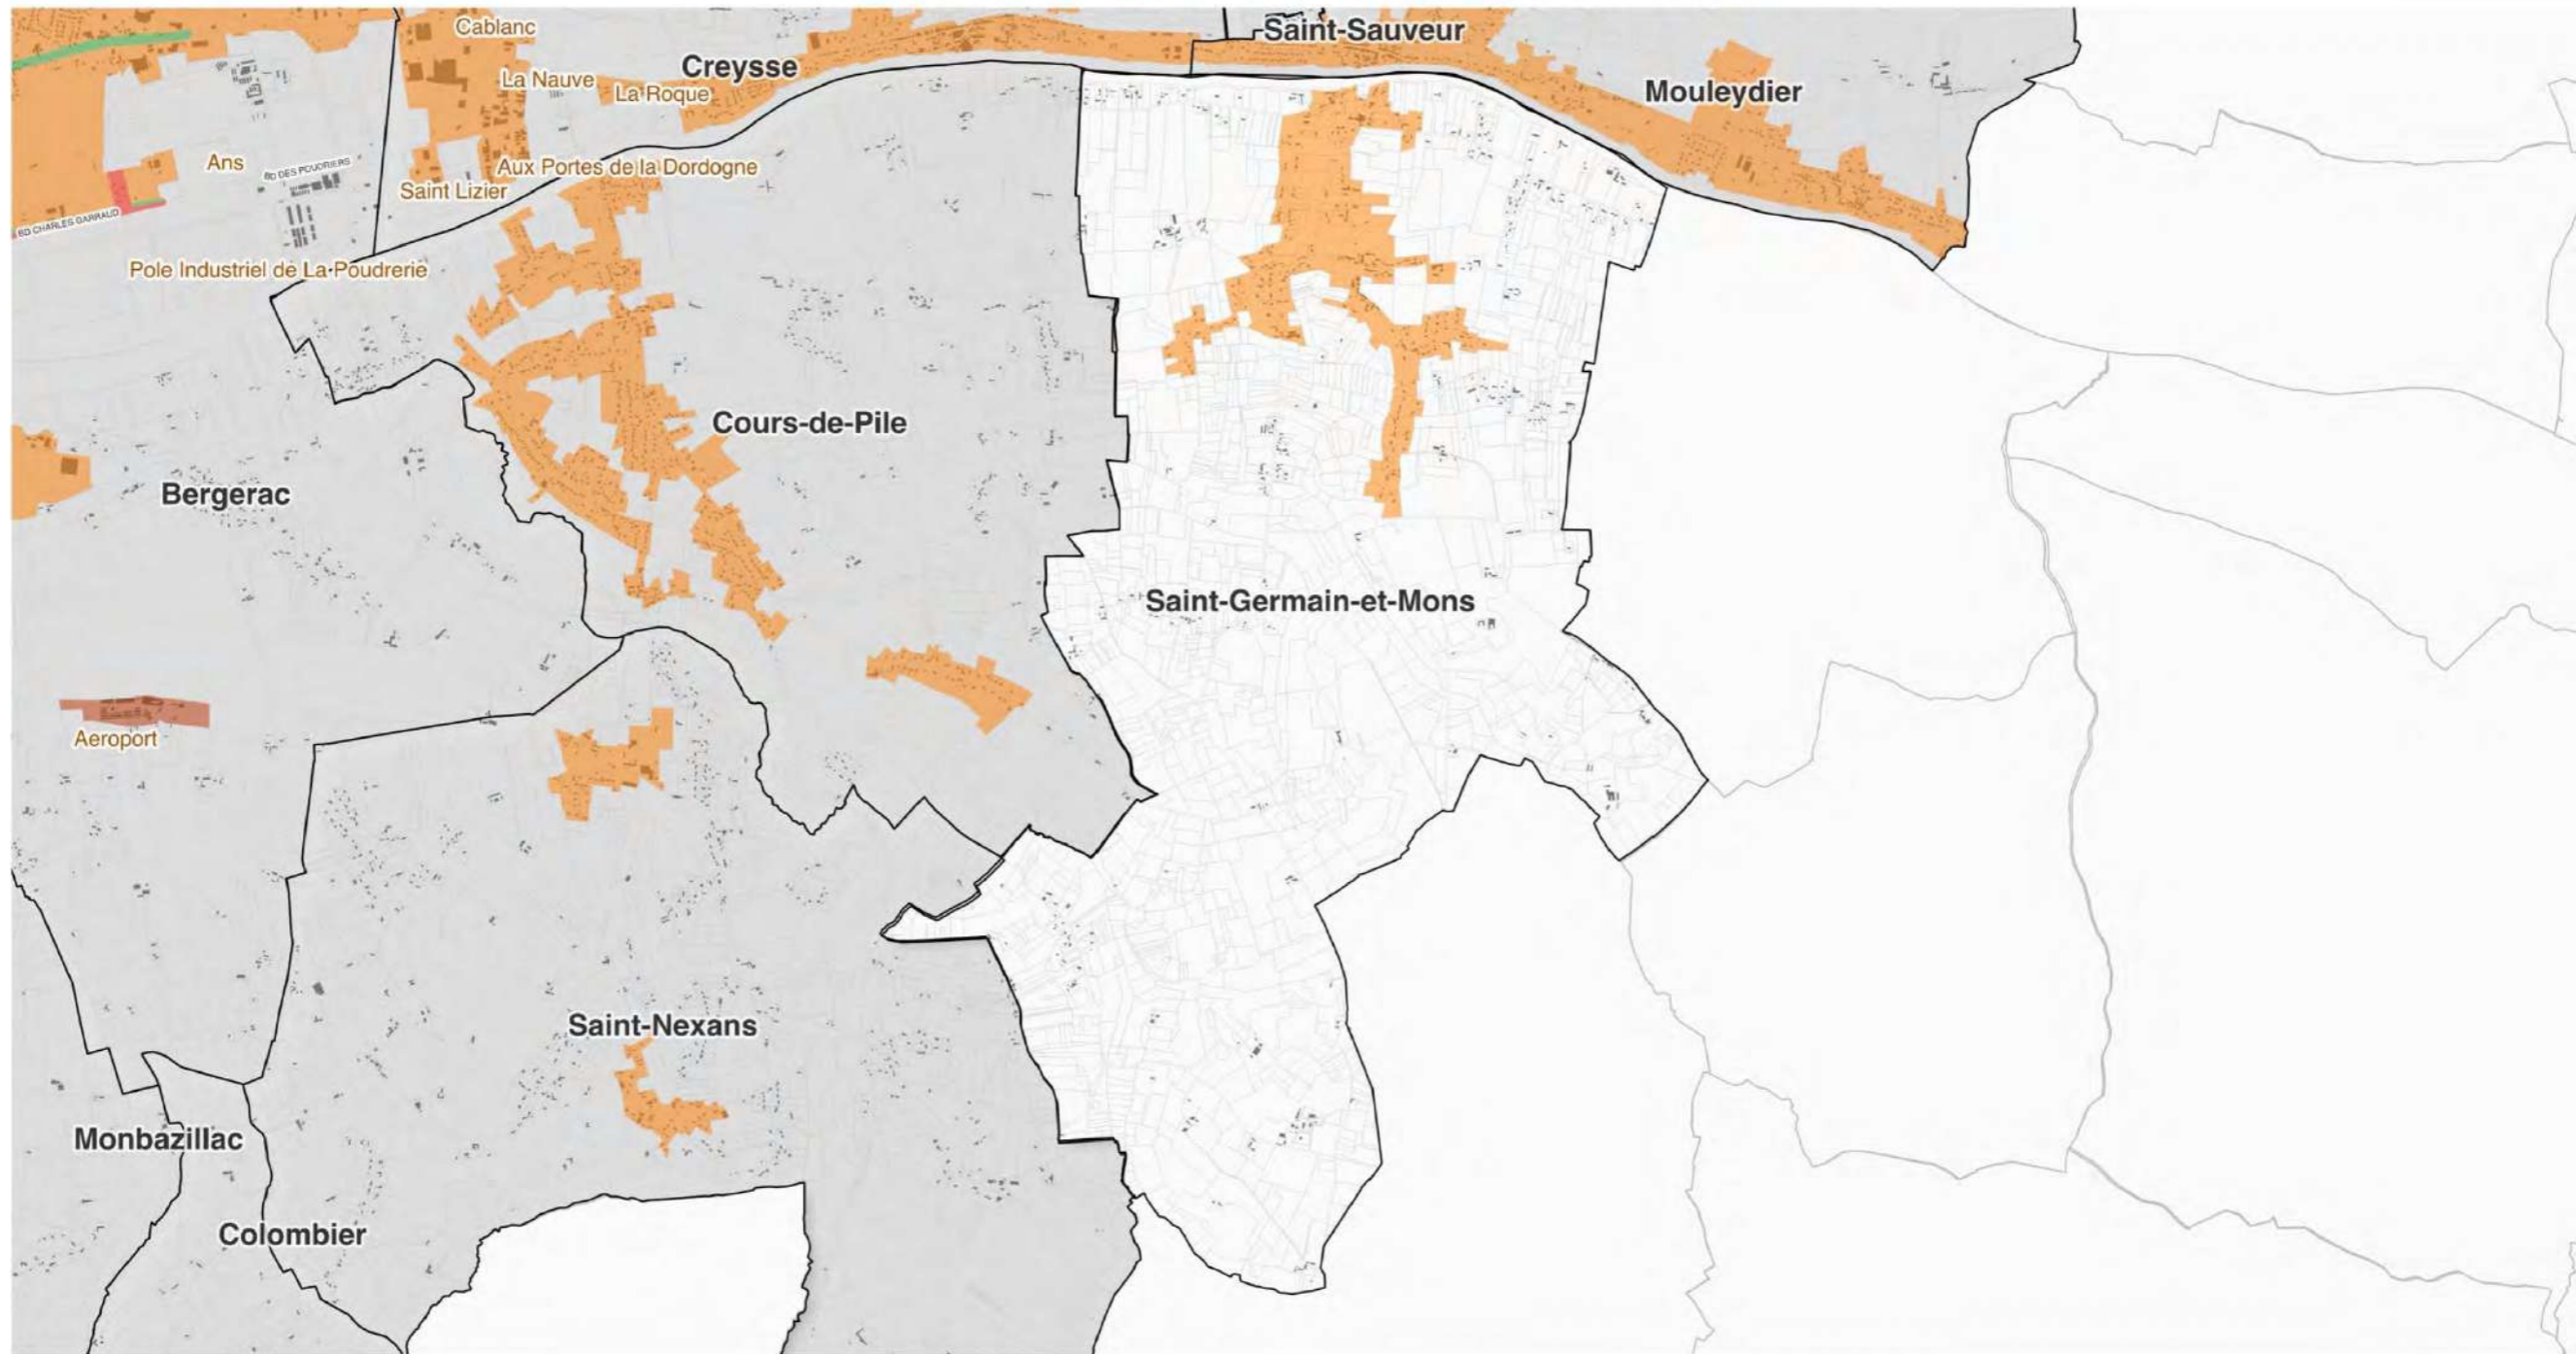 Cablanc
Saint-Sauveur
Creysse
La Nauve
La Roque
Mouleydier
Ans
BD DES POUDRIERS
Aux Portes de la Dordogne
Saint Lizier
BD CHARLES GARRAUD
Pole Industriel de La Poudrerie
Cours-de-Pile
Bergerac
Saint-Germain-et-Mons
Aeroport
Saint-Nexans
Monbazillac
Colombier